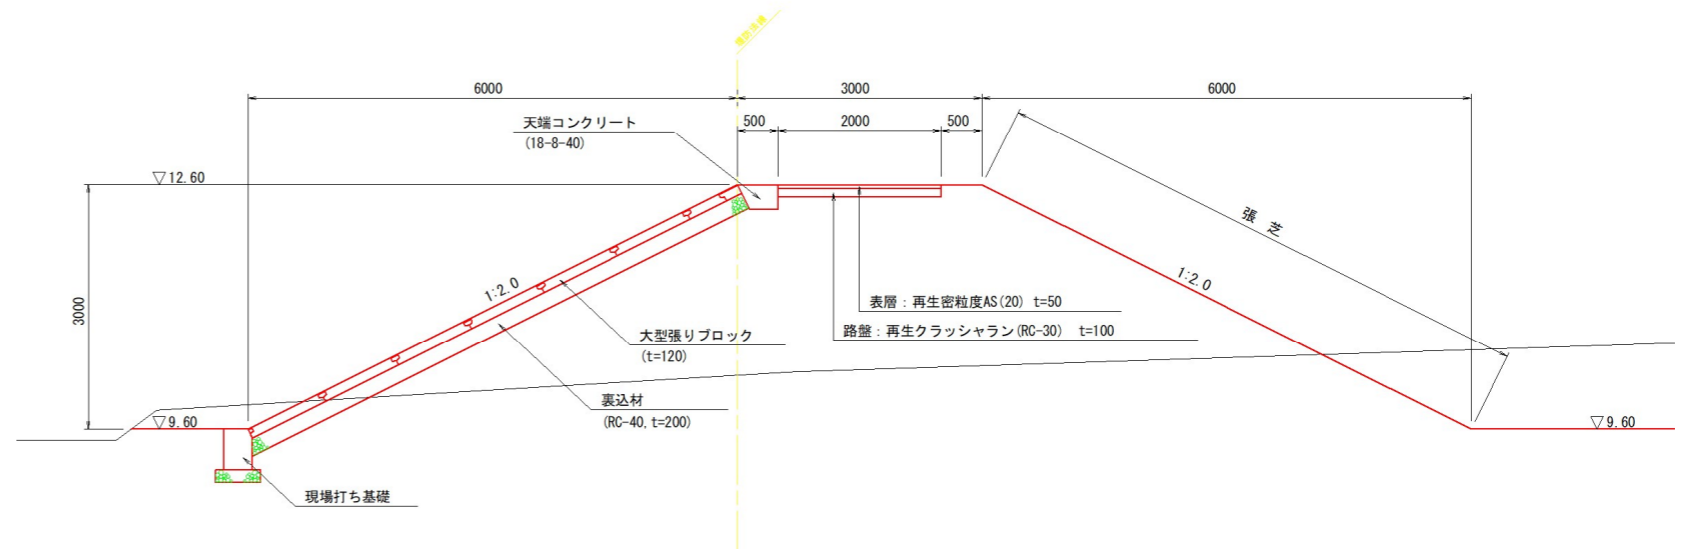 堤防法線
6000
3000
6000
500
2000
500
天端コンクリート
(18-8-40)
▽12.60
張 芝
1:2.0
1:2.0
3000
表層：再生密粒度AS(20) t=50
路盤：再生クラッシャラン(RC-30) t=100
大型張りブロック
(t=120)
裏込材
(RC-40,t=200)
▽9.60
▽9.60
現場打ち基礎